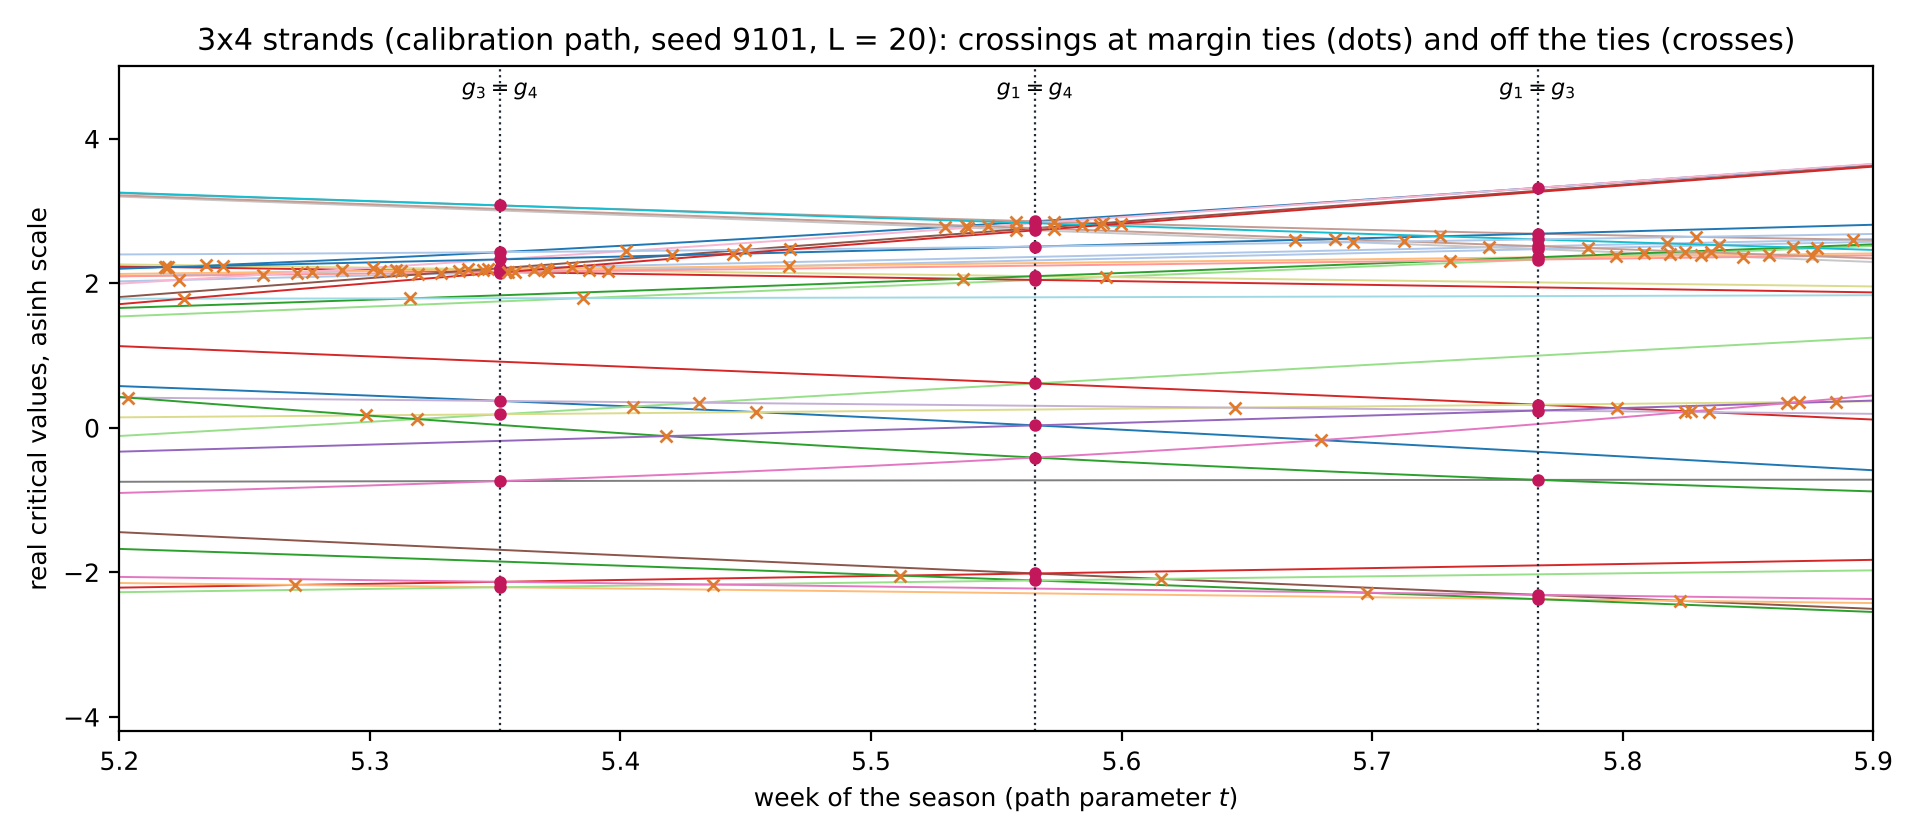 3x4 strands (calibration path, seed 9101, L = 20): crossings at margin ties (dots) and off the ties (crosses)
g₃ = g₄
g₁ = g₄
g₁ = g₃
real critical values, asinh scale
4
2
0
−2
−4
5.2
5.3
5.4
5.5
5.6
5.7
5.8
5.9
week of the season (path parameter t)